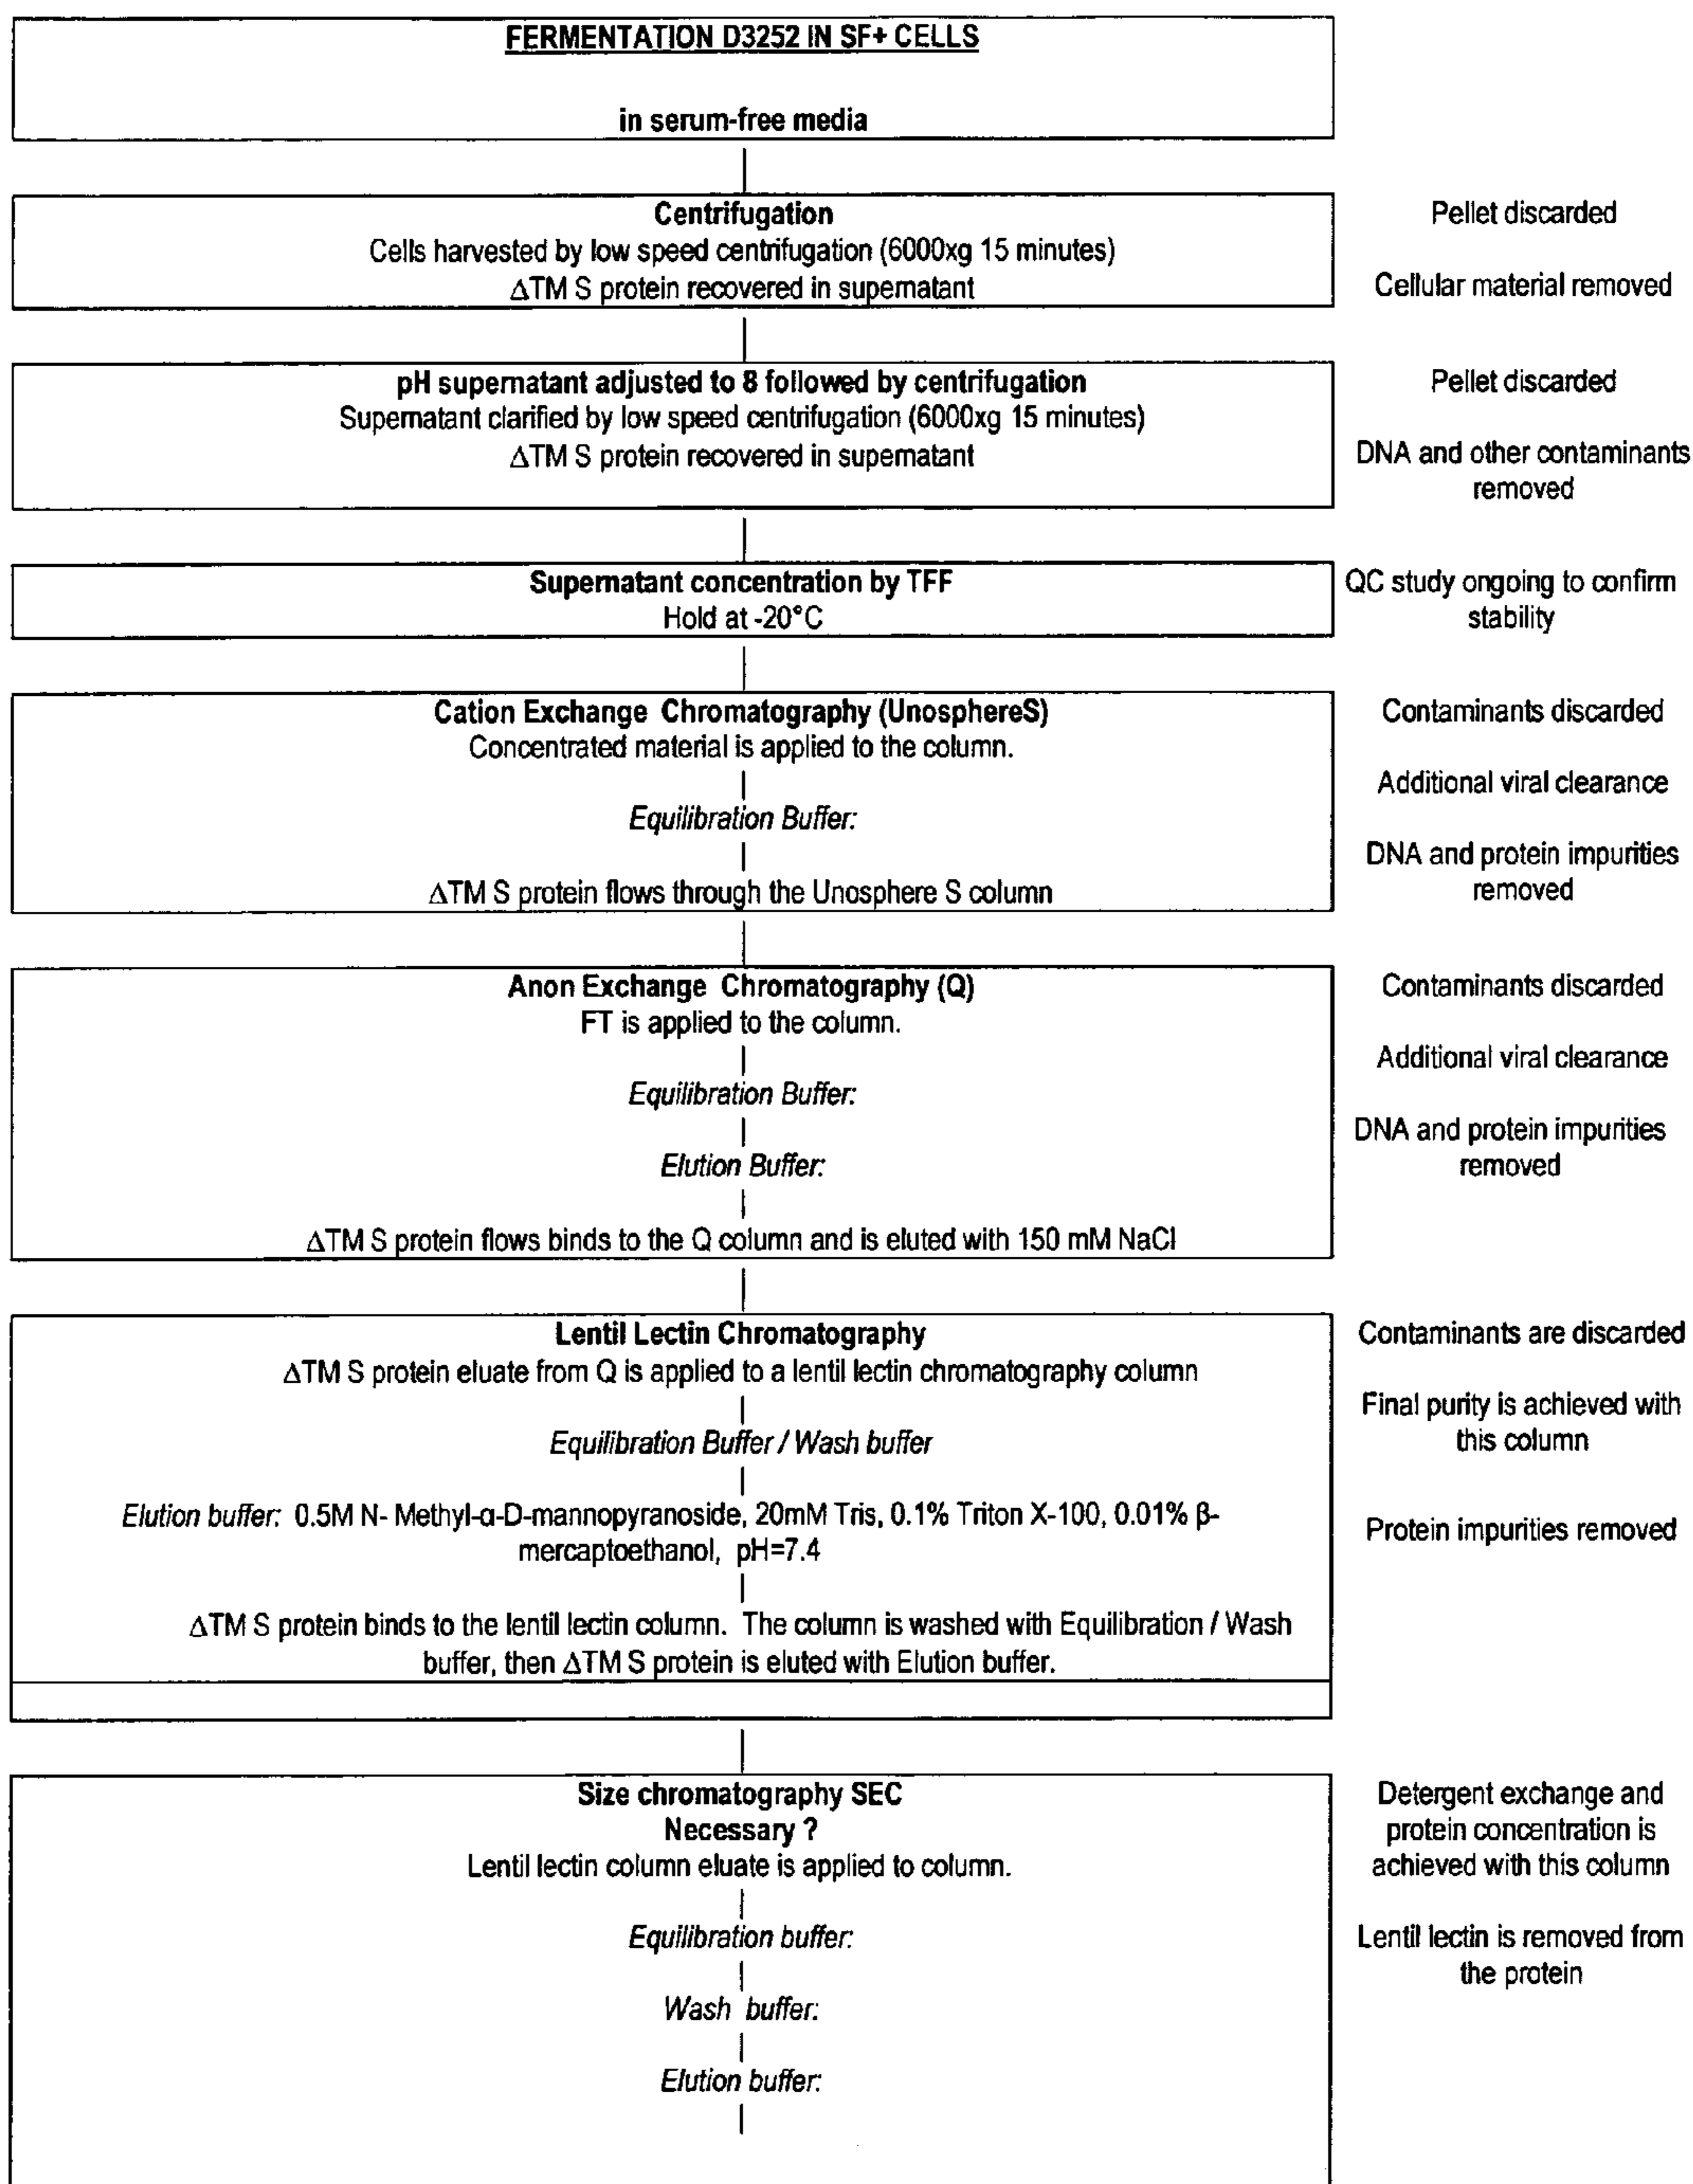 FERMENTATION D3252 IN SF+ CELLS
in serum-free media
Centrifugation
Cells harvested by low speed centrifugation (6000xg 15 minutes)
ΔTM S protein recovered in supernatant
Pellet discarded
Cellular material removed
pH supernatant adjusted to 8 followed by centrifugation
Supernatant clarified by low speed centrifugation (6000xg 15 minutes)
ΔTM S protein recovered in supernatant
Pellet discarded
DNA and other contaminants
removed
Supernatant concentration by TFF
Hold at -20°C
QC study ongoing to confirm
stability
Cation Exchange Chromatography (UnosphereS)
Concentrated material is applied to the column.
Equilibration Buffer:
ΔTM S protein flows through the Unosphere S column
Contaminants discarded
Additional viral clearance
DNA and protein impurities
removed
Anon Exchange Chromatography (Q)
FT is applied to the column.
Equilibration Buffer:
Elution Buffer:
ΔTM S protein flows binds to the Q column and is eluted with 150 mM NaCl
Contaminants discarded
Additional viral clearance
DNA and protein impurities
removed
Lentil Lectin Chromatography
ΔTM S protein eluate from Q is applied to a lentil lectin chromatography column
Equilibration Buffer / Wash buffer
Elution buffer: 0.5M N- Methyl-α-D-mannopyranoside, 20mM Tris, 0.1% Triton X-100, 0.01% β-
mercaptoethanol, pH=7.4
ΔTM S protein binds to the lentil lectin column. The column is washed with Equilibration / Wash
buffer, then ΔTM S protein is eluted with Elution buffer.
Contaminants are discarded
Final purity is achieved with
this column
Protein impurities removed
Size chromatography SEC
Necessary ?
Lentil lectin column eluate is applied to column.
Equilibration buffer:
Wash buffer:
Elution buffer:
Detergent exchange and
protein concentration is
achieved with this column
Lentil lectin is removed from
the protein